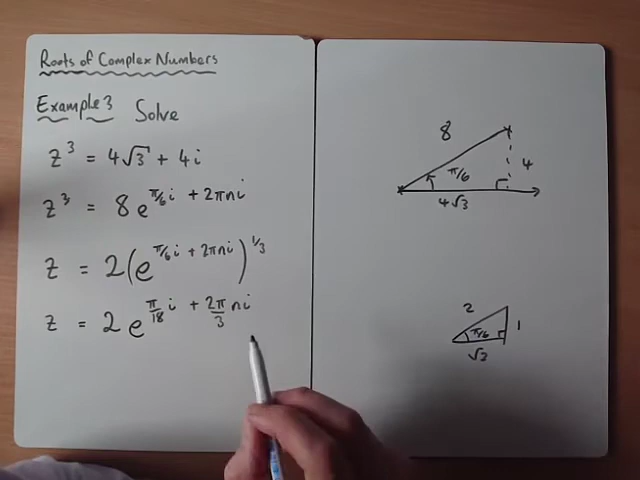 Roots of Complex Numbers
Example 3 Solve
z³ = 4√3 + 4i
z³ = 8e^(π/6 i + 2πni)
z = 2(e^(π/6 i + 2πni))^(1/3)
z = 2e^(π/18 i + 2π/3 ni)
8
π/6
4
4√3
2
π/6
1
√3